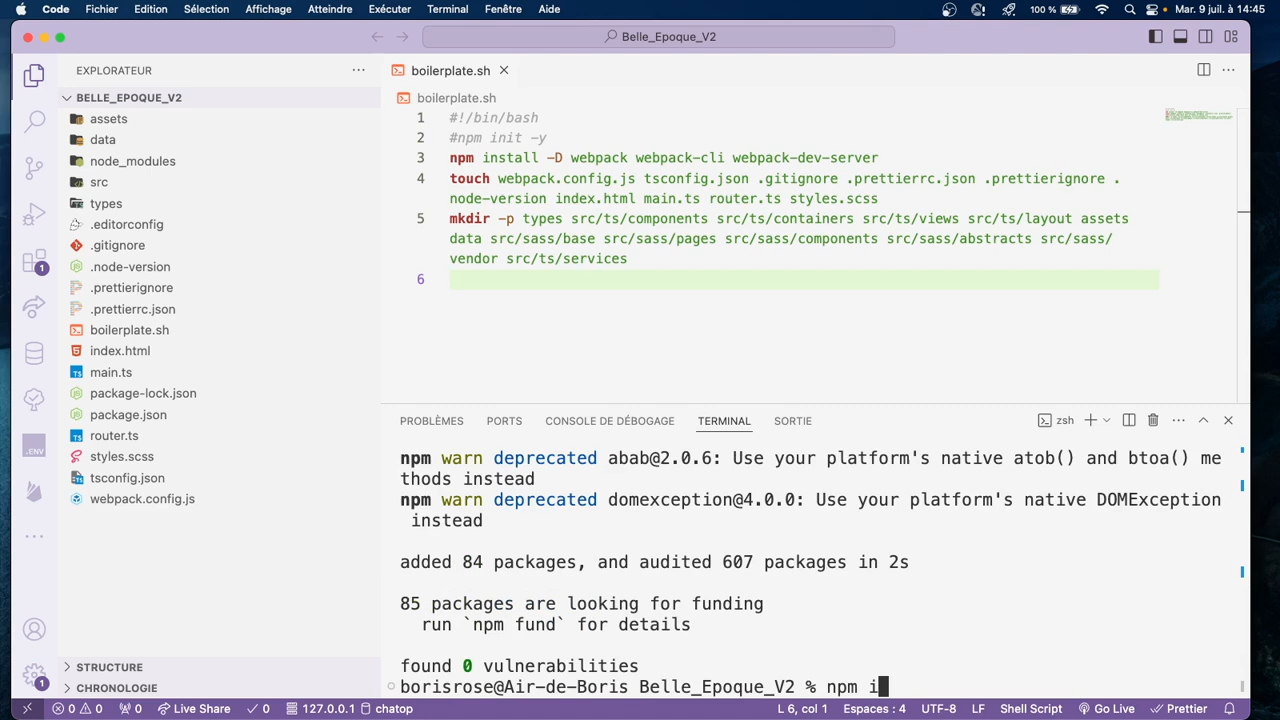 Code Fichier Édition Sélection Affichage Atteindre Exécuter Terminal Fenêtre Aide 100 % Mar. 9 juil. à 14:45
Belle_Epoque_V2
EXPLORATEUR
BELLE_EPOQUE_V2
assets
data
node_modules
src
types
.editorconfig
.gitignore
.node-version
.prettierignore
.prettierrc.json
boilerplate.sh
index.html
main.ts
package-lock.json
package.json
router.ts
styles.scss
tsconfig.json
webpack.config.js
STRUCTURE
CHRONOLOGIE
1
.ENV
1
boilerplate.sh
boilerplate.sh
1 #!/bin/bash
2 #npm init -y
3 npm install -D webpack webpack-cli webpack-dev-server
4 touch webpack.config.js tsconfig.json .gitignore .prettierrc.json .prettierignore .
node-version index.html main.ts router.ts styles.scss
5 mkdir -p types src/ts/components src/ts/containers src/ts/views src/ts/layout assets
data src/sass/base src/sass/pages src/sass/components src/sass/abstracts src/sass/
vendor src/ts/services
6
PROBLÈMES PORTS CONSOLE DE DÉBOGAGE TERMINAL SORTIE zsh
npm warn deprecated abab@2.0.6: Use your platform's native atob() and btoa() me
thods instead
npm warn deprecated domexception@4.0.0: Use your platform's native DOMException
instead
added 84 packages, and audited 607 packages in 2s
85 packages are looking for funding
run `npm fund` for details
found 0 vulnerabilities
borisrose@Air-de-Boris Belle_Epoque_V2 % npm i
0 0 Live Share 0 127.0.0.1 chatop L 6, col 1 Espaces : 4 UTF-8 LF Shell Script Go Live Prettier